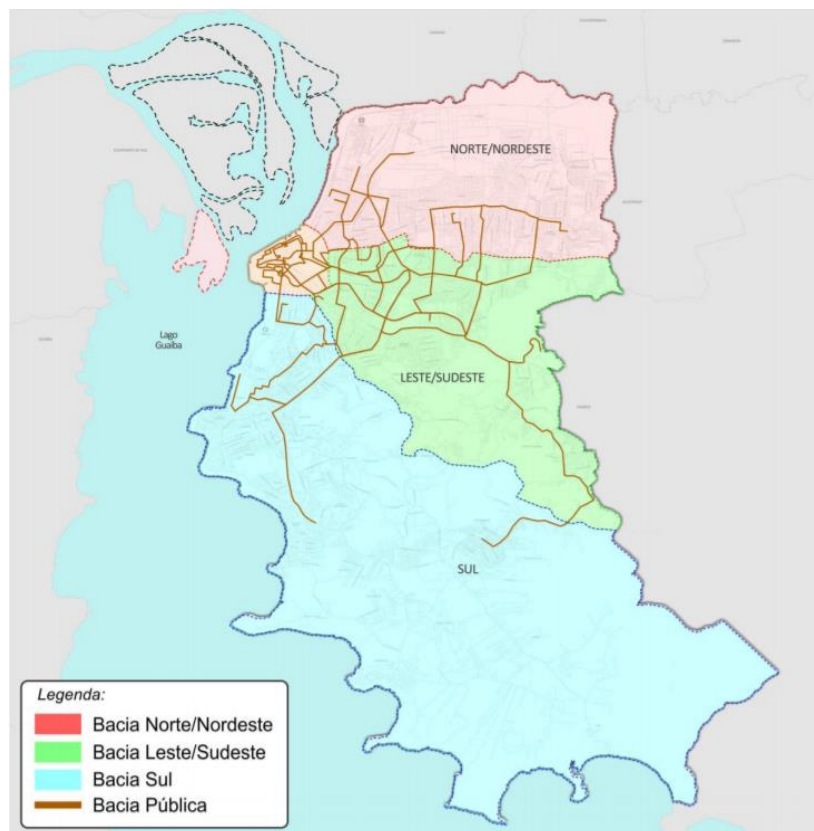 NORTE/NORDESTE
Lago
Guaíba
LESTE/SUDESTE
SUL
Legenda:
Bacia Norte/Nordeste
Bacia Leste/Sudeste
Bacia Sul
Bacia Pública